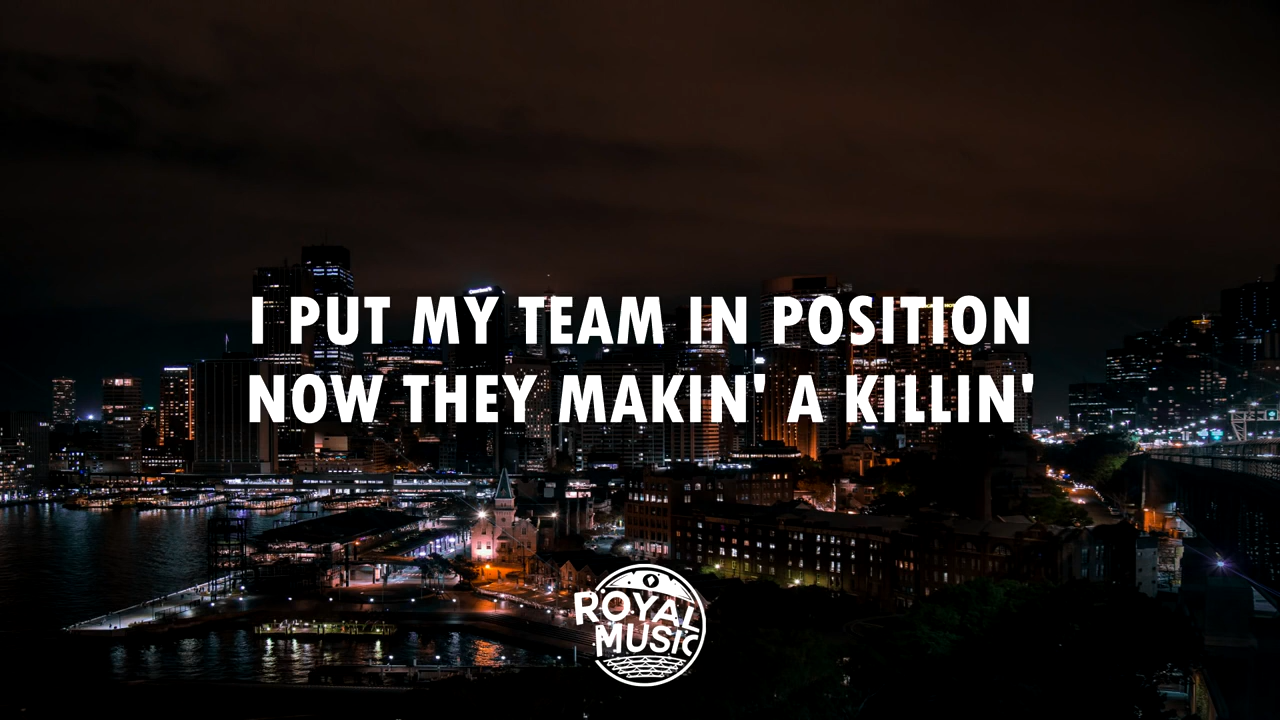 I PUT MY TEAM IN POSITION
NOW THEY MAKIN' A KILLIN'
ROYAL
MUSIC